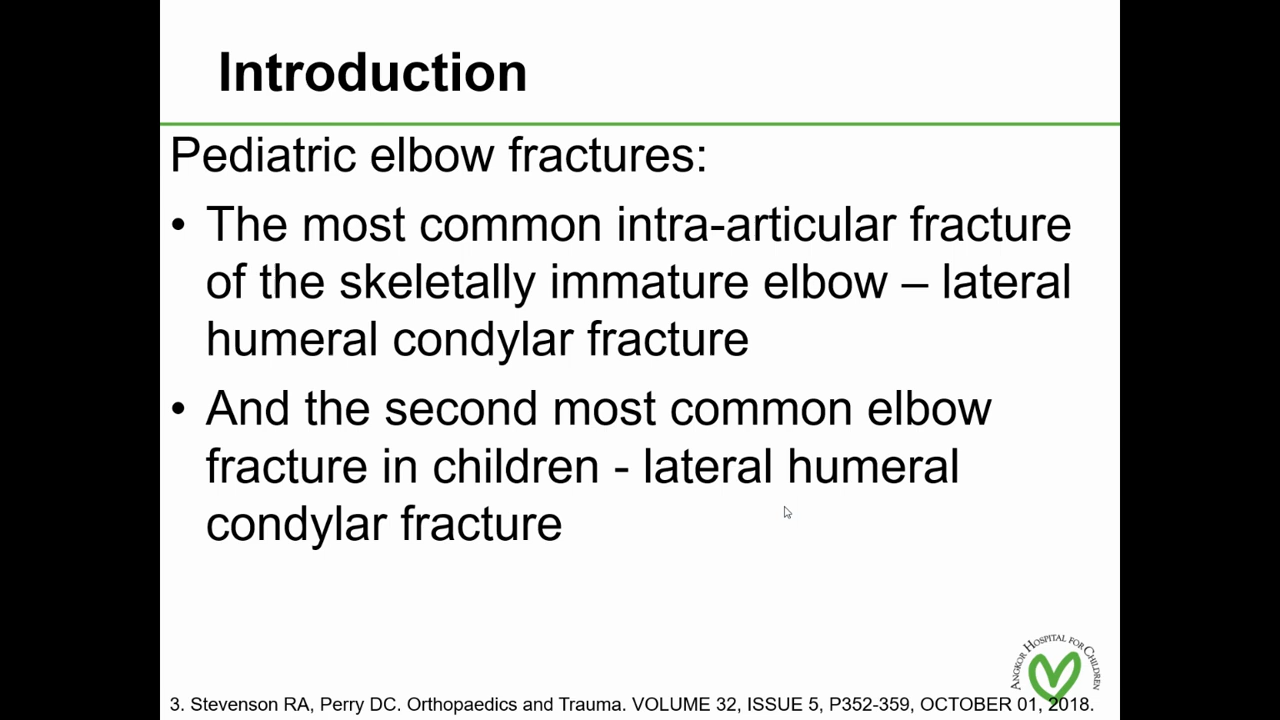 Introduction
Pediatric elbow fractures:
• The most common intra-articular fracture
of the skeletally immature elbow – lateral
humeral condylar fracture
• And the second most common elbow
fracture in children - lateral humeral
condylar fracture
ANGKOR HOSPITAL FOR CHILDREN
3. Stevenson RA, Perry DC. Orthopaedics and Trauma. VOLUME 32, ISSUE 5, P352-359, OCTOBER 01, 2018.